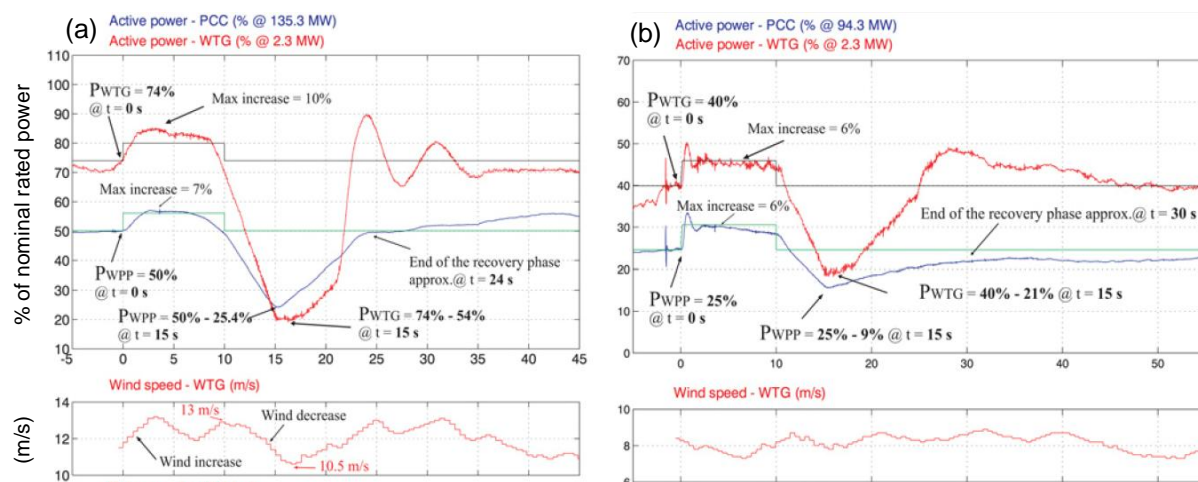 (a)
Active power - PCC (% @ 135.3 MW)
Active power - WTG (% @ 2.3 MW)
% of nominal rated power
110
100
90
80
70
60
50
40
30
20
10
PWTG = 74%
@ t = 0 s
Max increase = 10%
Max increase = 7%
PWPP = 50%
@ t = 0 s
End of the recovery phase
approx.@ t = 24 s
PWPP = 50% - 25.4%
@ t = 15 s
PWTG = 74% - 54%
@ t = 15 s
-5 0 5 10 15 20 25 30 35 40 45
Wind speed - WTG (m/s)
(m/s)
14
12
10
13 m/s
Wind decrease
Wind increase
10.5 m/s
(b)
Active power - PCC (% @ 94.3 MW)
Active power - WTG (% @ 2.3 MW)
70
60
50
40
30
20
10
0
PWTG = 40%
@ t = 0 s
Max increase = 6%
Max increase = 6%
End of the recovery phase approx.@ t = 30 s
PWPP = 25%
@ t = 0 s
PWTG = 40% - 21% @ t = 15 s
PWPP = 25% - 9% @ t = 15 s
0 10 20 30 40 50
Wind speed - WTG (m/s)
10
8
6